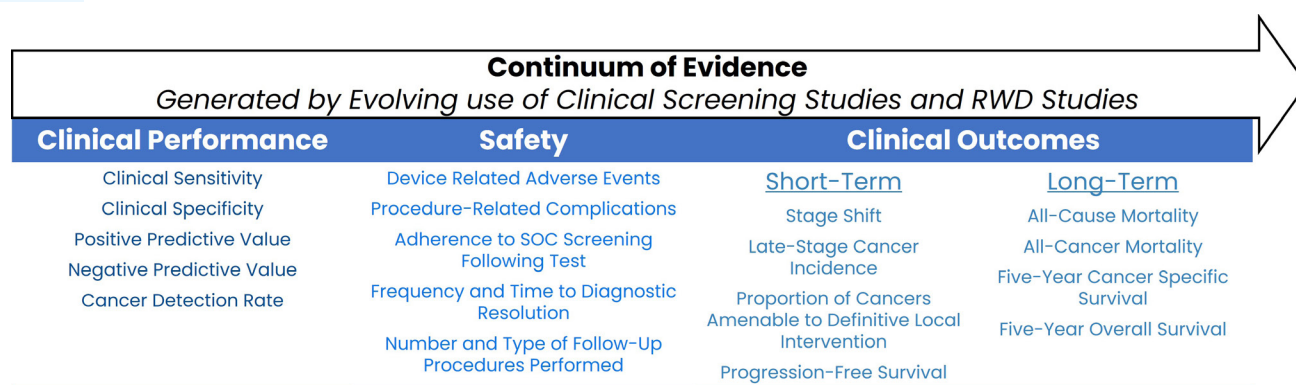 Continuum of Evidence
Generated by Evolving use of Clinical Screening Studies and RWD Studies
Clinical Performance
Clinical Sensitivity
Clinical Specificity
Positive Predictive Value
Negative Predictive Value
Cancer Detection Rate
Safety
Device Related Adverse Events
Procedure-Related Complications
Adherence to SOC Screening
Following Test
Frequency and Time to Diagnostic
Resolution
Number and Type of Follow-Up
Procedures Performed
Clinical Outcomes
Short-Term
Stage Shift
Late-Stage Cancer
Incidence
Proportion of Cancers
Amenable to Definitive Local
Intervention
Progression-Free Survival
Long-Term
All-Cause Mortality
All-Cancer Mortality
Five-Year Cancer Specific
Survival
Five-Year Overall Survival